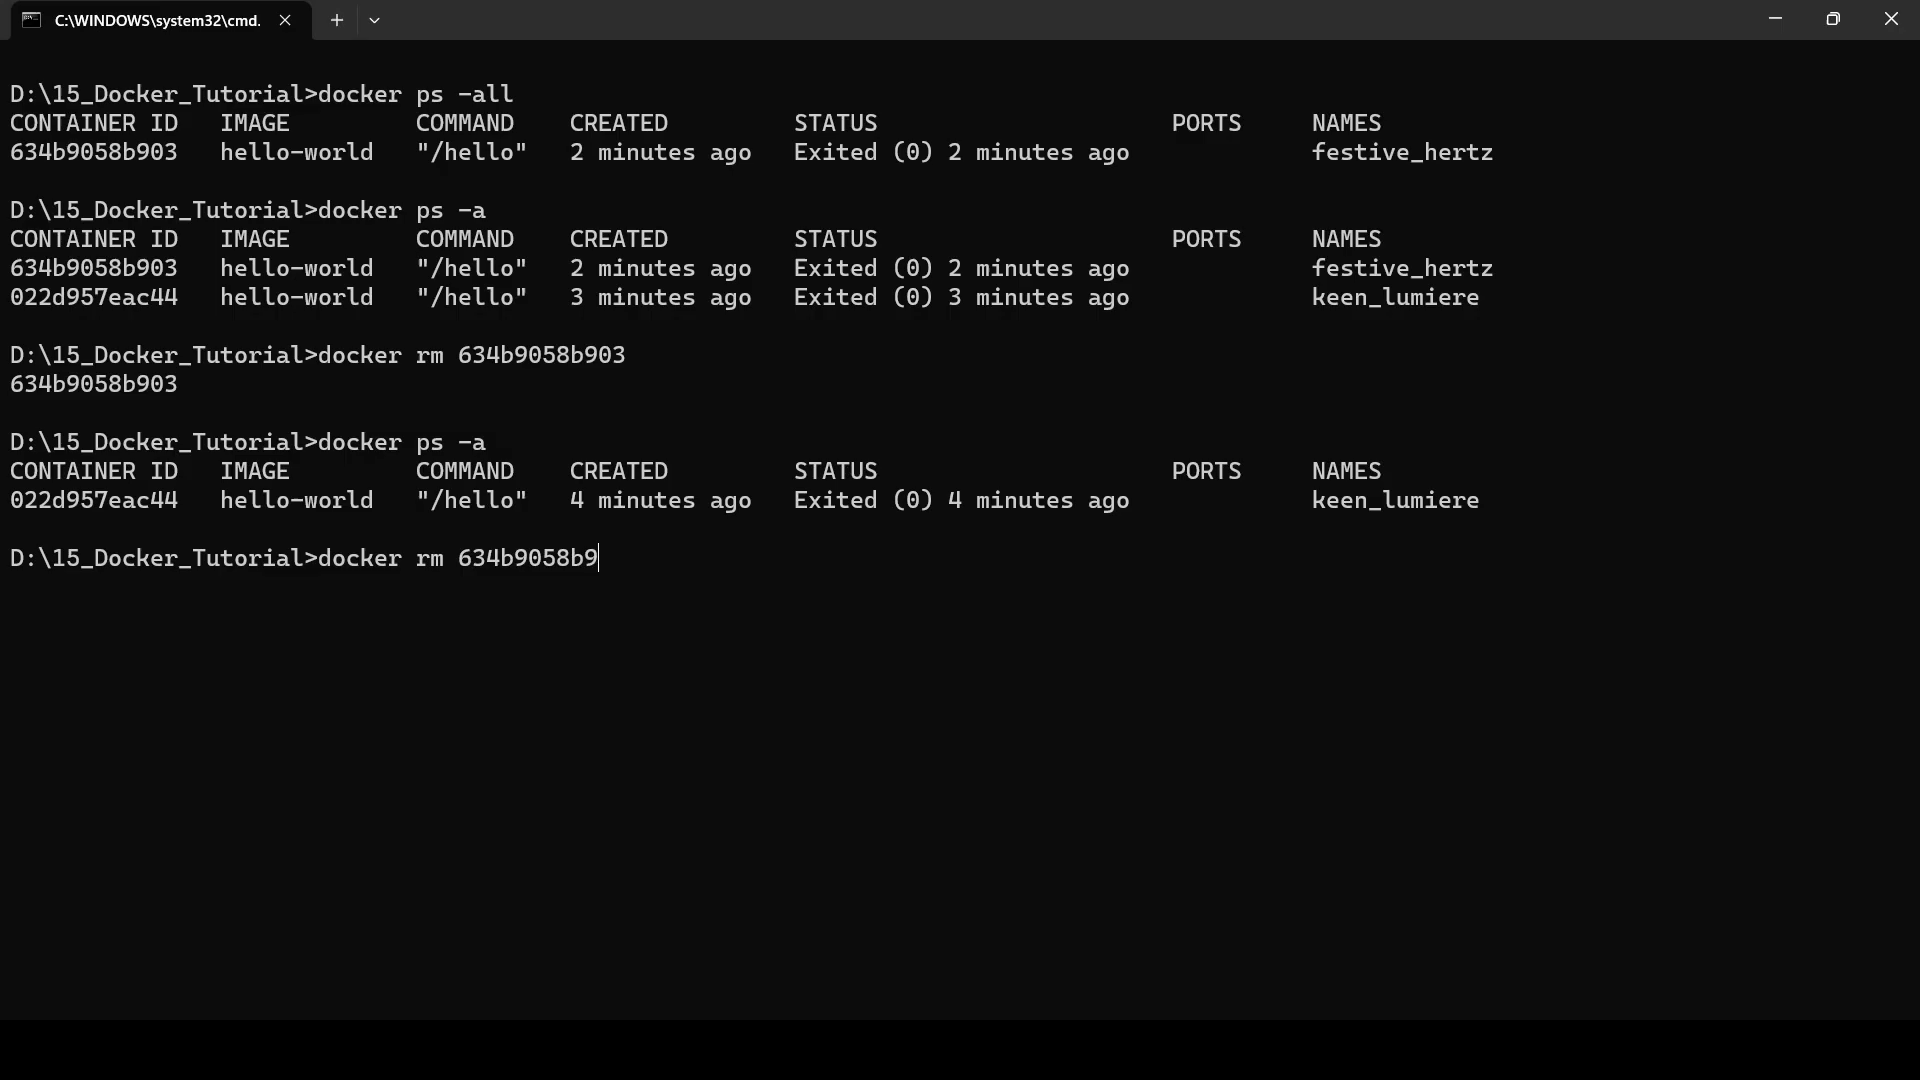 C:\WINDOWS\system32\cmd.
D:\15_Docker_Tutorial>docker ps -all
CONTAINER ID   IMAGE         COMMAND    CREATED         STATUS                     PORTS     NAMES
634b9058b903   hello-world   "/hello"   2 minutes ago   Exited (0) 2 minutes ago             festive_hertz
D:\15_Docker_Tutorial>docker ps -a
CONTAINER ID   IMAGE         COMMAND    CREATED         STATUS                     PORTS     NAMES
634b9058b903   hello-world   "/hello"   2 minutes ago   Exited (0) 2 minutes ago             festive_hertz
022d957eac44   hello-world   "/hello"   3 minutes ago   Exited (0) 3 minutes ago             keen_lumiere
D:\15_Docker_Tutorial>docker rm 634b9058b903
634b9058b903
D:\15_Docker_Tutorial>docker ps -a
CONTAINER ID   IMAGE         COMMAND    CREATED         STATUS                     PORTS     NAMES
022d957eac44   hello-world   "/hello"   4 minutes ago   Exited (0) 4 minutes ago             keen_lumiere
D:\15_Docker_Tutorial>docker rm 634b9058b9